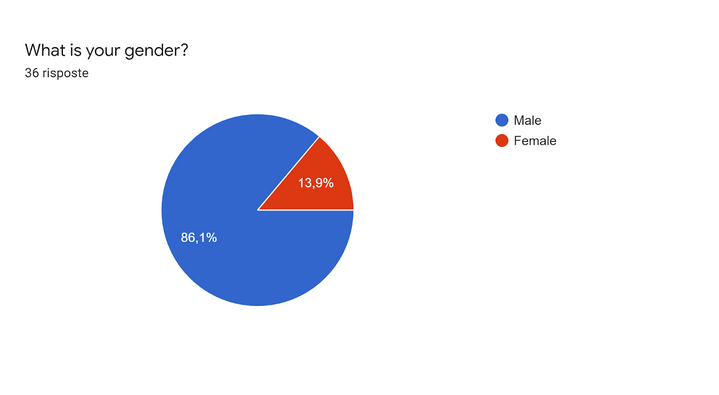 What is your gender?
36 risposte
Male
Female
13,9%
86,1%